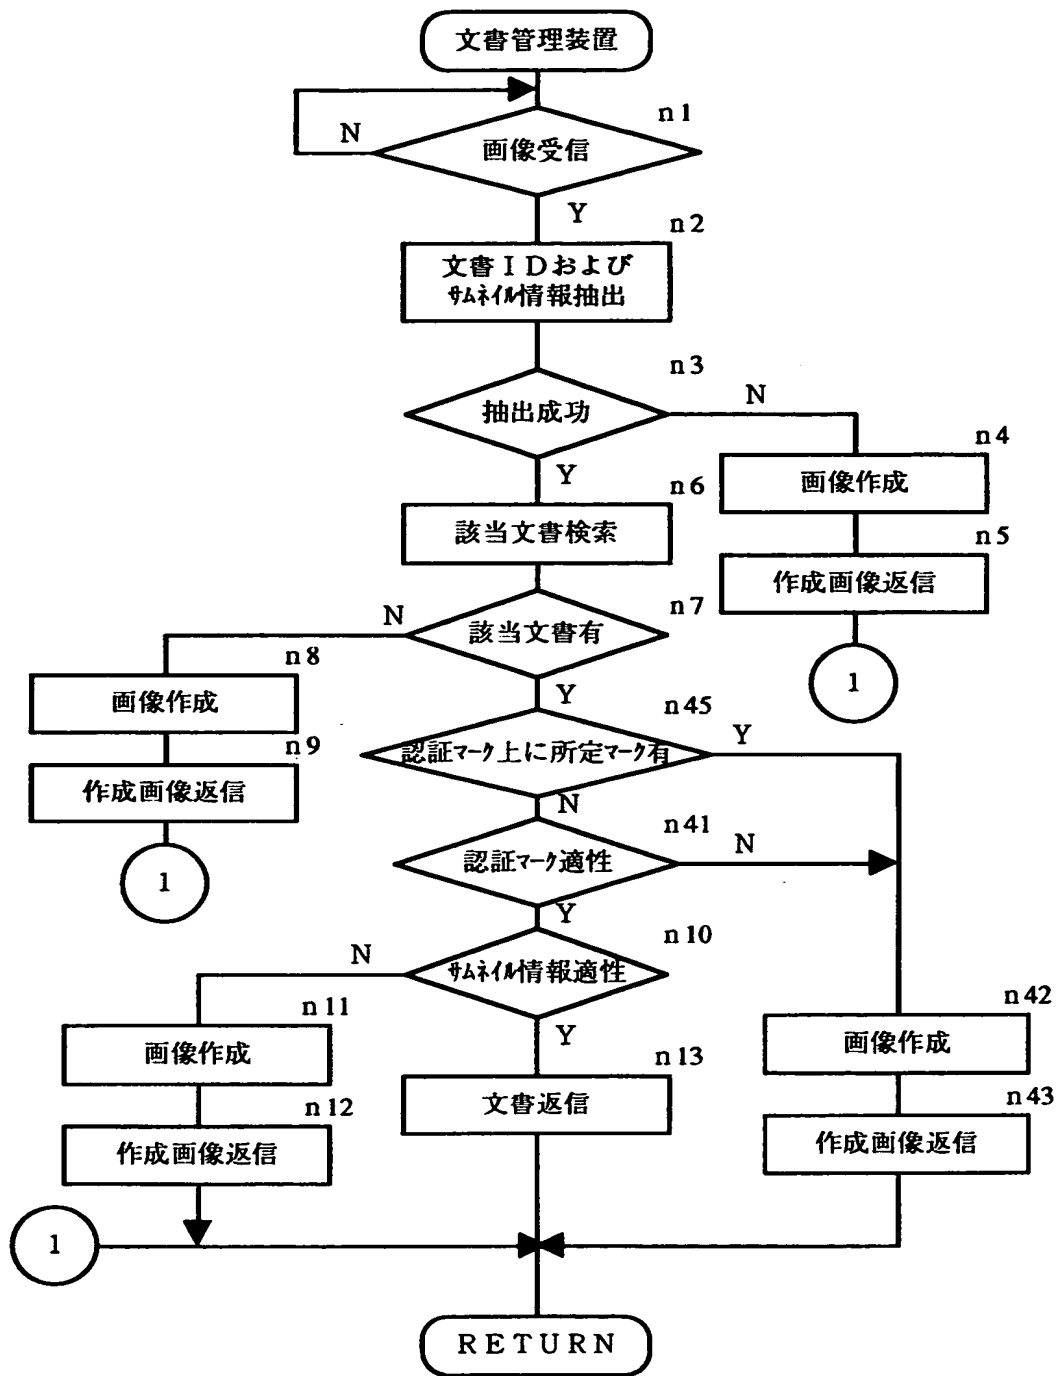 文書管理装置
n1
N
画像受信
Y
n2
文書IDおよび
サムネイル情報抽出
n3
抽出成功
N
Y
n4
画像作成
n6
該当文書検索
n5
作成画像返信
n7
N
該当文書有
1
n8
画像作成
Y
n45
認証マーク上に所定マーク有
Y
n9
作成画像返信
N
n41
認証マーク適性
N
1
Y
n10
N
サムネイル情報適性
n11
画像作成
Y
n42
画像作成
n13
文書返信
n12
作成画像返信
n43
作成画像返信
1
RETURN